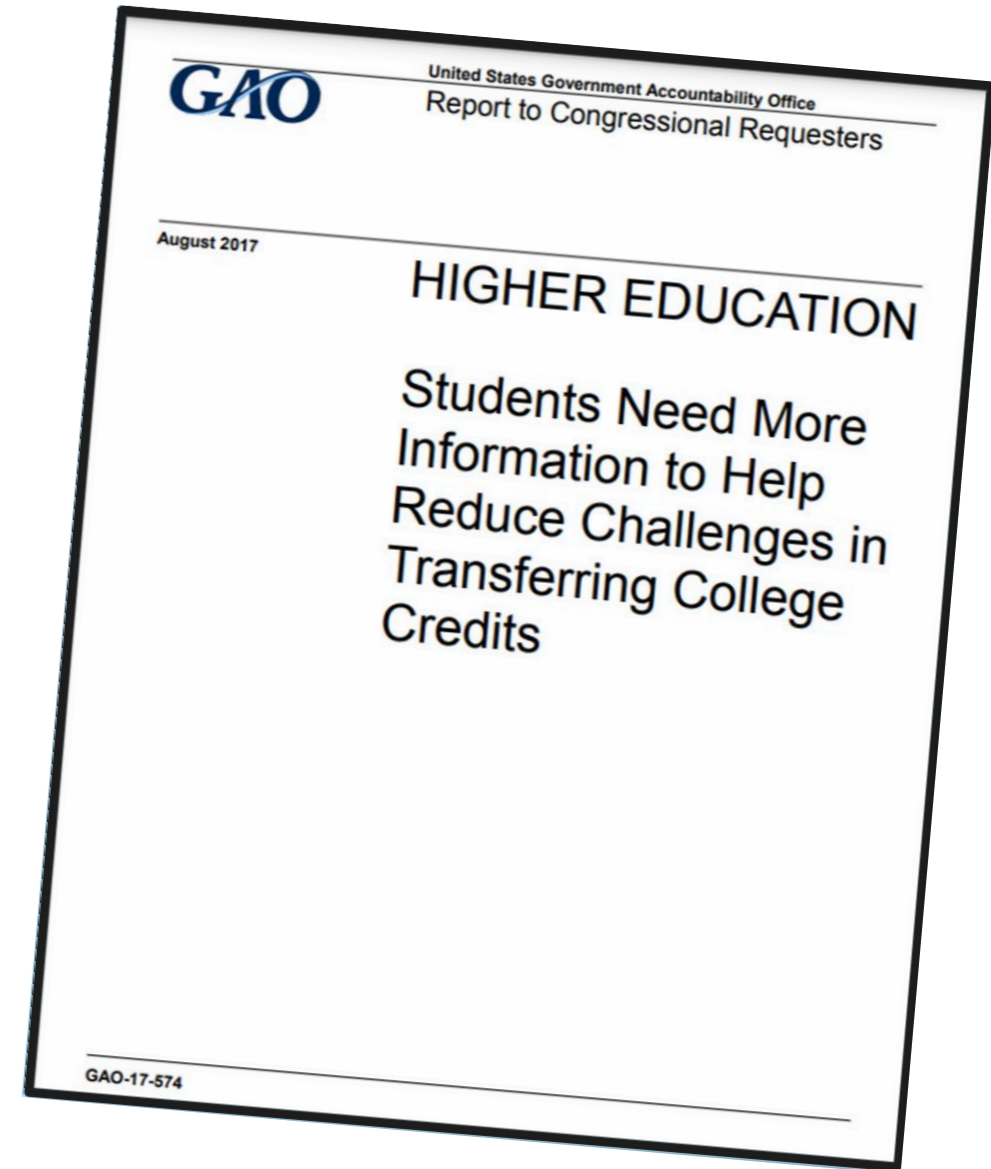 GAO
United States Government Accountability Office
Report to Congressional Requesters
August 2017
HIGHER EDUCATION
Students Need More
Information to Help
Reduce Challenges in
Transferring College
Credits
GAO-17-574